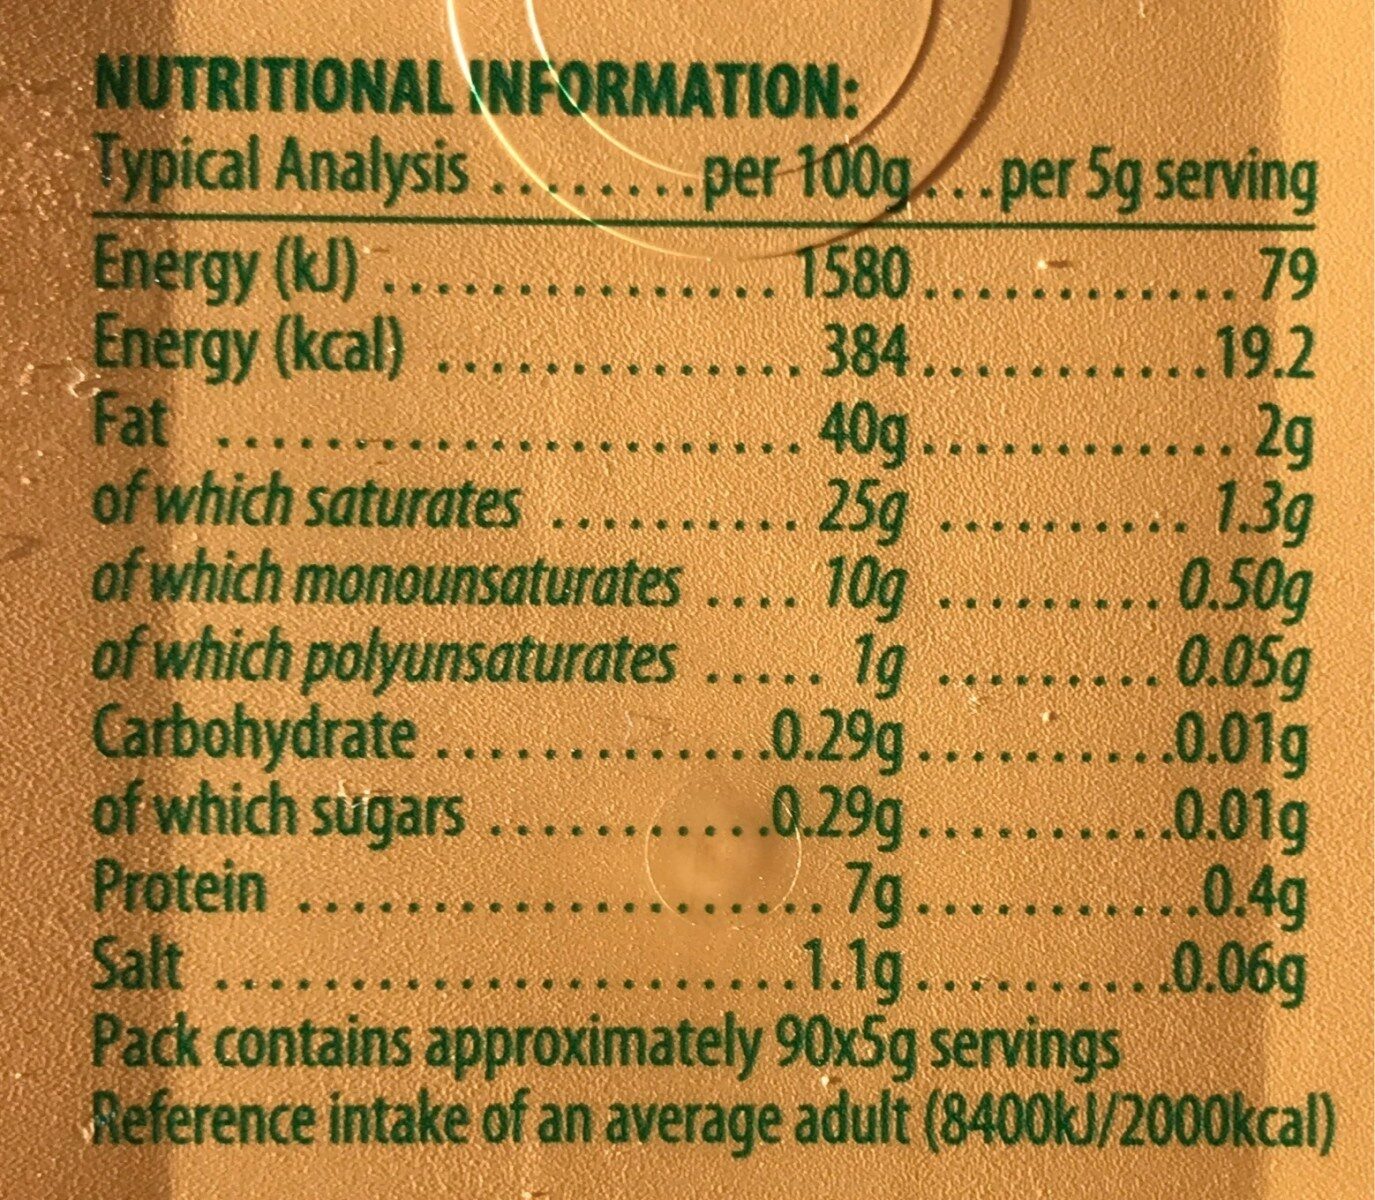 NUTRITIONAL INFORMATION:
Typical Analysis ......... per 100g ... per 5g serving
Energy (kJ) ................ 1580 ............ 79
Energy (kcal) .............. 384 ........... 19.2
Fat ...................... 40g ............ 2g
of which saturates .......... 25g .......... 1.3g
of which monounsaturates .... 10g ......... 0.50g
of which polyunsaturates ..... 1g ......... 0.05g
Carbohydrate .............0.29g ..........0.01g
of which sugars ...........0.29g ..........0.01g
Protein .................... 7g ...........0.4g
Salt ......................1.1g ..........0.06g
Pack contains approximately 90x5g servings
Reference intake of an average adult (8400kJ/2000kcal)